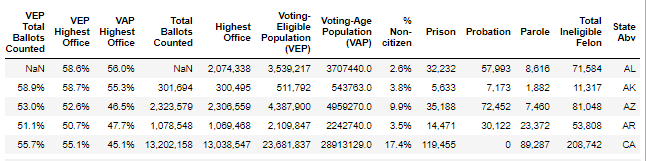 VEP Total Ballots Counted VEP Highest Office VAP Highest Office Total Ballots Counted Highest Office Voting-Eligible Population (VEP) Voting-Age Population (VAP) % Non-citizen Prison Probation Parole Total Ineligible Felon State Abv
NaN 58.6% 56.0% NaN 2,074,338 3,539,217 3707440.0 2.6% 32,232 57,993 8,616 71,584 AL
58.9% 58.7% 55.3% 301,694 300,495 511,792 543763.0 3.8% 5,633 7,173 1,882 11,317 AK
53.0% 52.6% 46.5% 2,323,579 2,306,559 4,387,900 4959270.0 9.9% 35,188 72,452 7,460 81,048 AZ
51.1% 50.7% 47.7% 1,078,548 1,069,468 2,109,847 2242740.0 3.5% 14,471 30,122 23,372 53,808 AR
55.7% 55.1% 45.1% 13,202,158 13,038,547 23,681,837 28913129.0 17.4% 119,455 0 89,287 208,742 CA